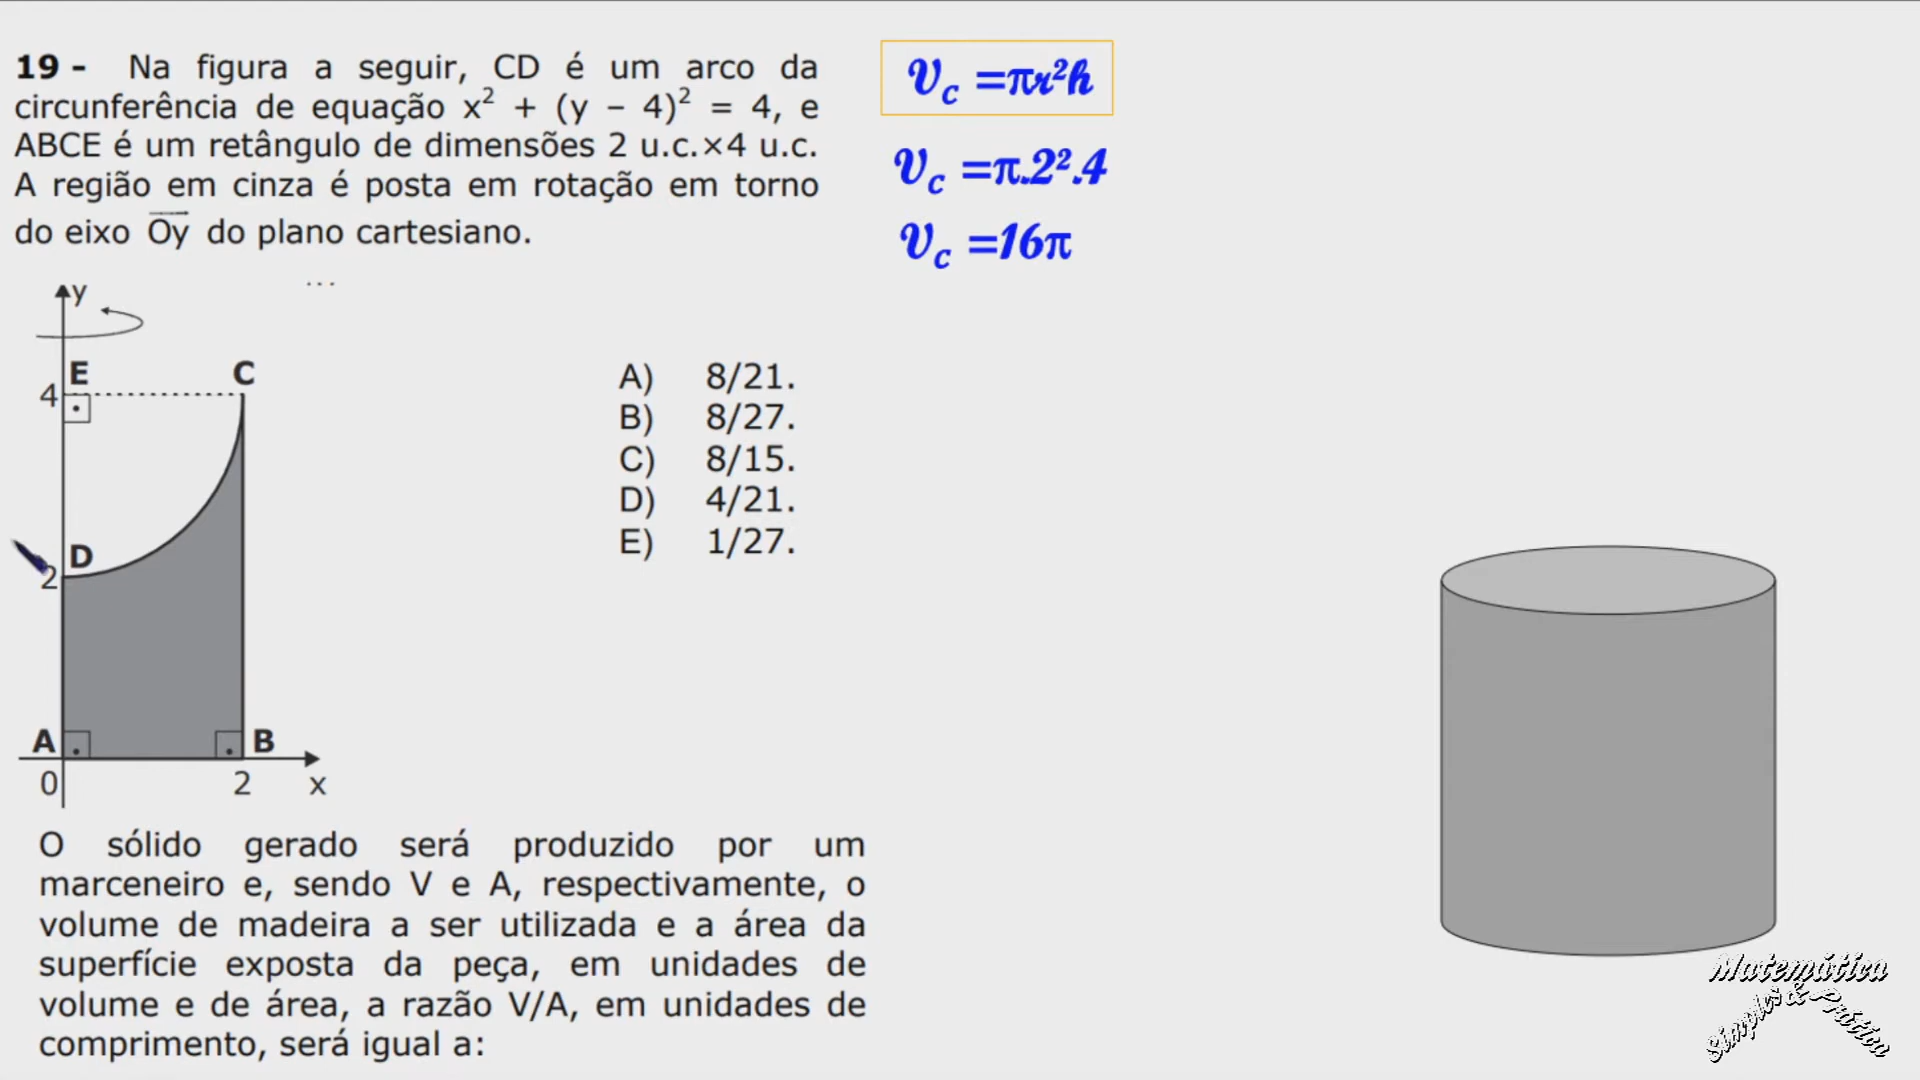 19 - Na figura a seguir, CD é um arco da
circunferência de equação x² + (y – 4)² = 4, e
ABCE é um retângulo de dimensões 2 u.c.×4 u.c.
A região em cinza é posta em rotação em torno
do eixo Oy do plano cartesiano.
...
y
E
C
4
D
2
A
B
0
2
x
A) 8/21.
B) 8/27.
C) 8/15.
D) 4/21.
E) 1/27.
O sólido gerado será produzido por um
marceneiro e, sendo V e A, respectivamente, o
volume de madeira a ser utilizada e a área da
superfície exposta da peça, em unidades de
volume e de área, a razão V/A, em unidades de
comprimento, será igual a:
V_c =πr²h
V_c =π.2².4
V_c =16π
Matemática
Simples & Prática